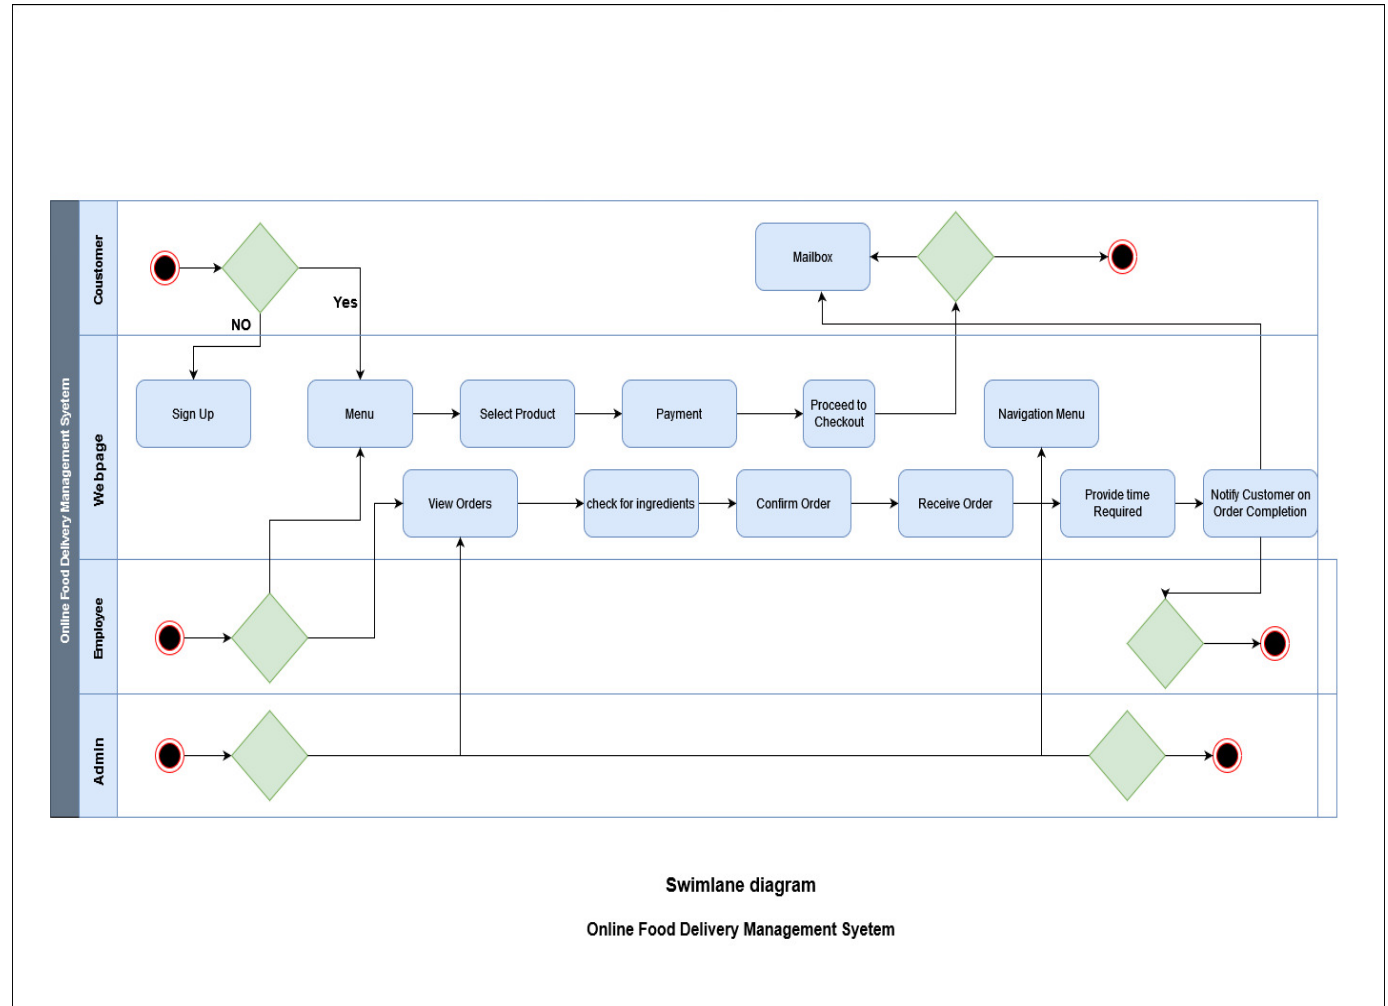 Online Food Delivery Management Syetem
Coustomer
Mailbox
Yes
NO
Webpage
Sign Up
Menu
Select Product
Payment
Proceed to
Checkout
Navigation Menu
View Orders
check for ingredients
Confirm Order
Receive Order
Provide time
Required
Notify Customer on
Order Completion
Employee
Admin
Swimlane diagram
Online Food Delivery Management Syetem